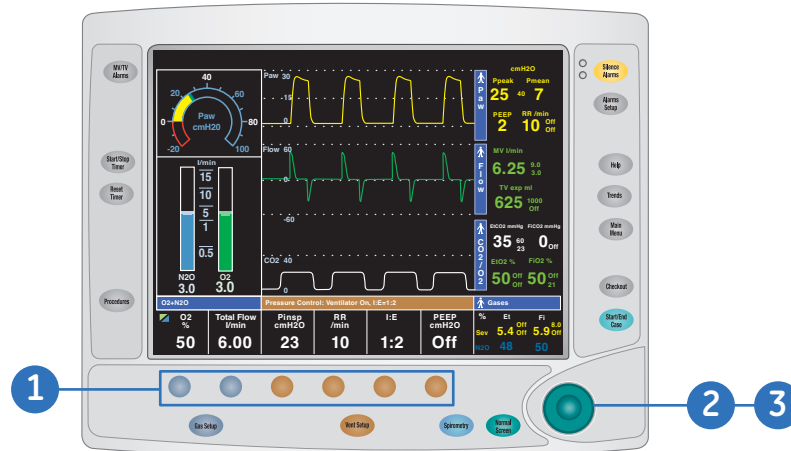 MV/TV
Alarms
Start/Stop
Timer
Reset
Timer
Procedures
-20
0
20
40
60
80
100
Paw
cmH20
l/min
15
10
5
1
0.5
N2O
3.0
O2
3.0
Paw 30
15
0
Flow 60
0
-60
CO2 40
0
Paw
cmH2O
Ppeak Pmean
25 40 7
PEEP RR /min
2 10 Off
Off
Flow
MV l/min
6.25 9.0
3.0
TV exp ml
625 1000
Off
CO2/O2
EtCO2 mmHg FiCO2 mmHg
35 60
23 0 Off
EtO2 % FiO2 %
50 Off
Off 50 Off
21
O2+N2O
Pressure Control: Ventilator On, I:E=1:2
Gases
O2
%
50
Total Flow
l/min
6.00
Pinsp
cmH2O
23
RR
/min
10
I:E
1:2
PEEP
cmH2O
Off
% Et Fi
Sev 5.4 Off
Off 5.9 8.0
Off
N2O 48 50
Silence
Alarms
Alarms
Setup
Help
Trends
Main
Menu
Checkout
Start/End
Case
Gas Setup
Vent Setup
Spirometry
Normal
Screen
1
2
3